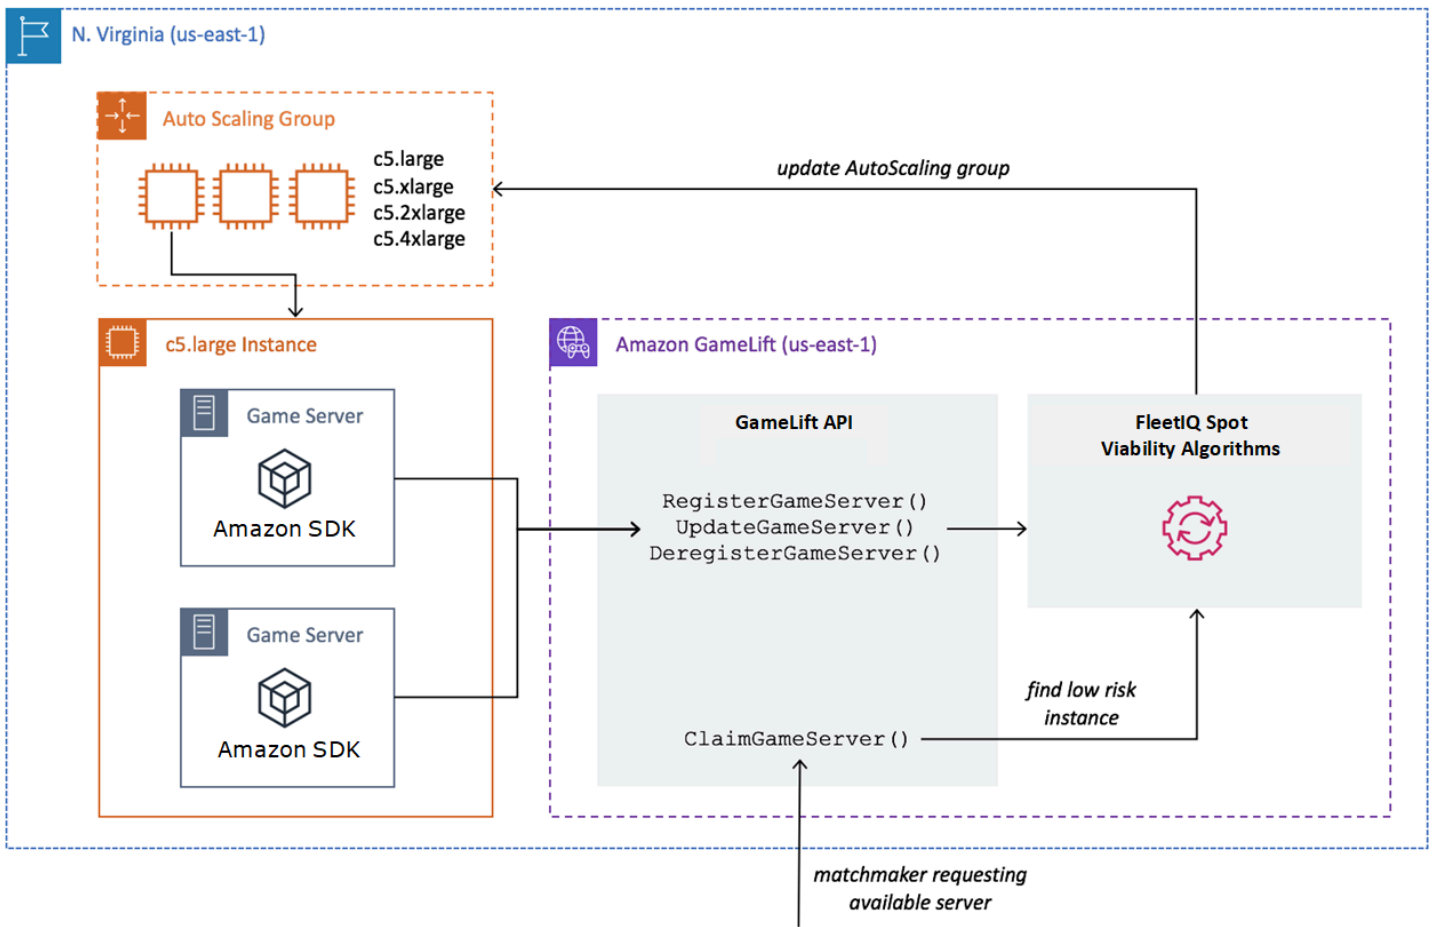 N. Virginia (us-east-1)
Auto Scaling Group
c5.large
c5.xlarge
c5.2xlarge
c5.4xlarge
update AutoScaling group
c5.large Instance
Game Server
Amazon SDK
Game Server
Amazon SDK
Amazon GameLift (us-east-1)
GameLift API
RegisterGameServer()
UpdateGameServer()
DeregisterGameServer()
ClaimGameServer()
FleetIQ Spot
Viability Algorithms
find low risk
instance
matchmaker requesting
available server